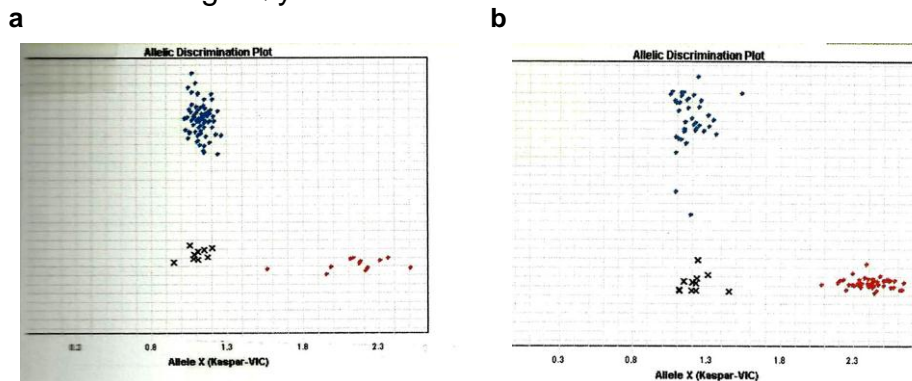 a
b
Allelic Discrimination Plot
Allelic Discrimination Plot
0.3 0.8 1.3 1.8 2.3
Allele X (Kaspar-VIC)
0.3 0.8 1.3 1.8 2.3
Allele X (Kaspar-VIC)